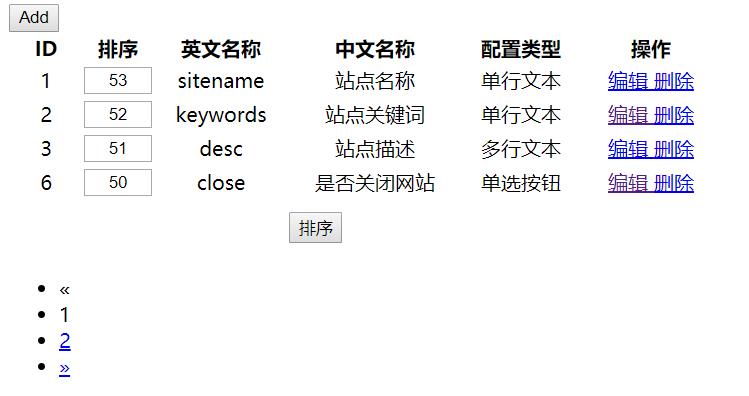 Add
ID 排序 英文名称 中文名称 配置类型 操作
1 53 sitename 站点名称 单行文本 编辑 删除
2 52 keywords 站点关键词 单行文本 编辑 删除
3 51 desc 站点描述 多行文本 编辑 删除
6 50 close 是否关闭网站 单选按钮 编辑 删除
排序
«
1
2
»